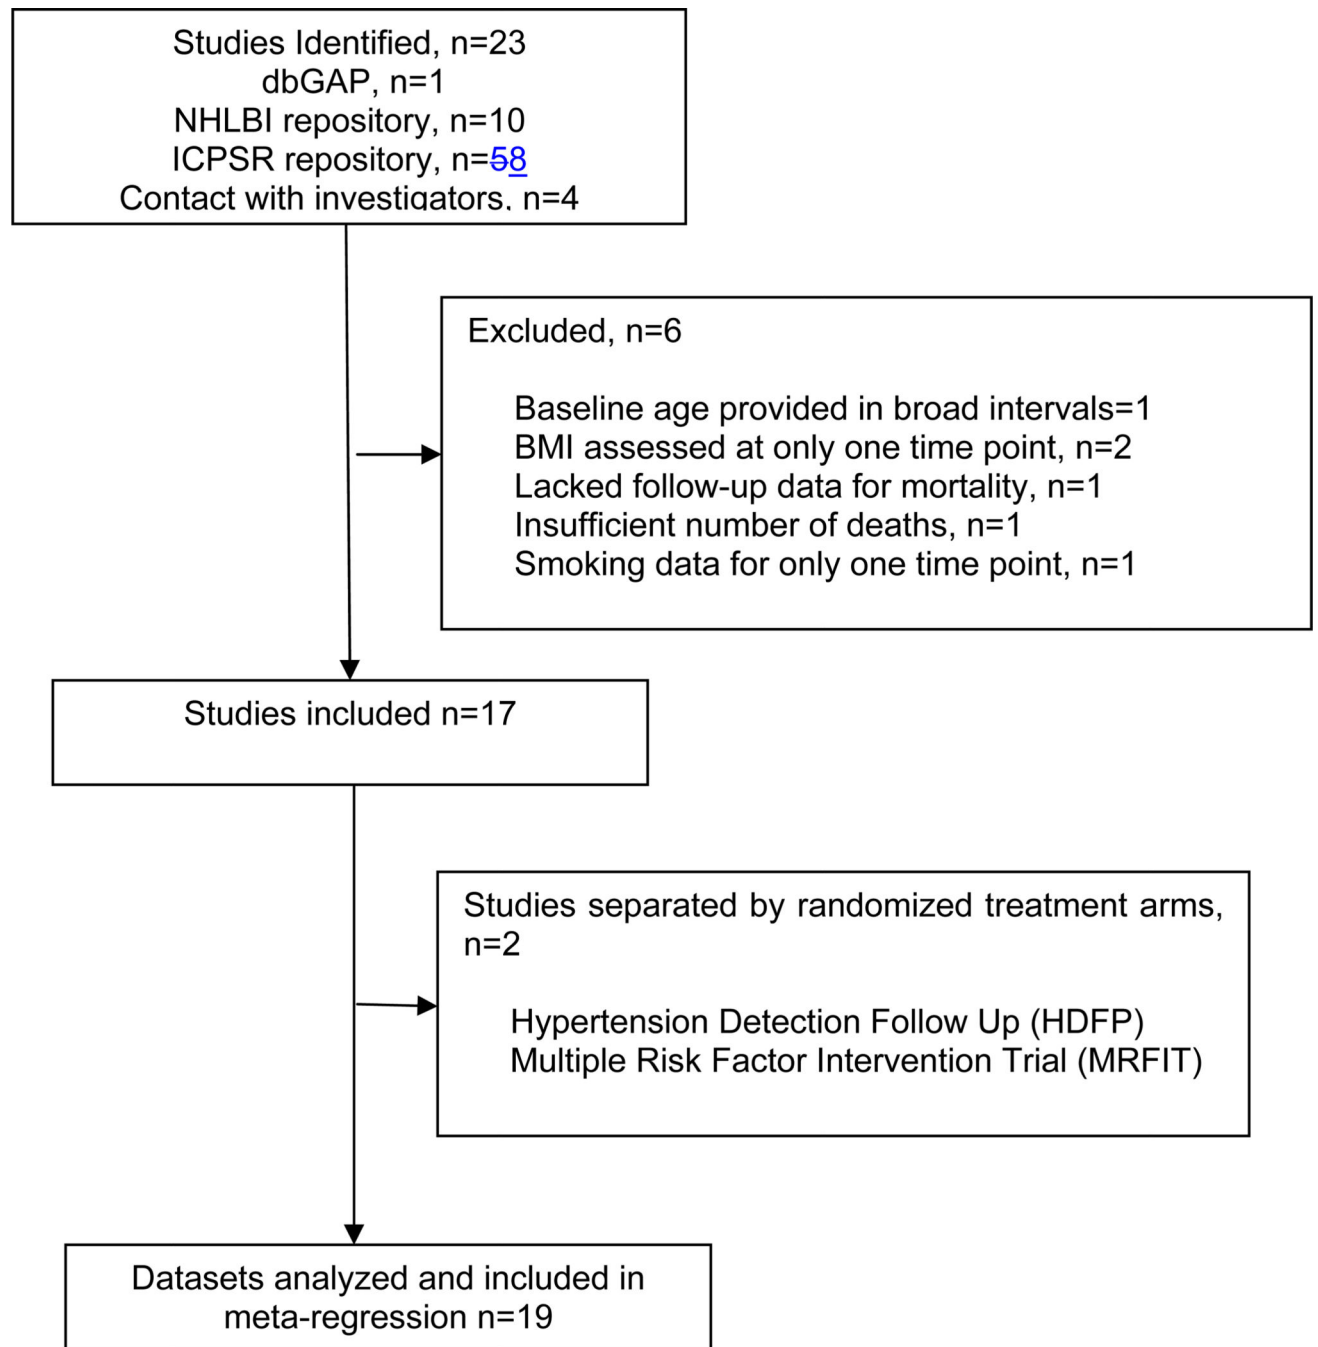 Studies Identified, n=23
dbGAP, n=1
NHLBI repository, n=10
ICPSR repository, n=58
Contact with investigators, n=4
Excluded, n=6
Baseline age provided in broad intervals=1
BMI assessed at only one time point, n=2
Lacked follow-up data for mortality, n=1
Insufficient number of deaths, n=1
Smoking data for only one time point, n=1
Studies included n=17
Studies separated by randomized treatment arms,
n=2
Hypertension Detection Follow Up (HDFP)
Multiple Risk Factor Intervention Trial (MRFIT)
Datasets analyzed and included in
meta-regression n=19